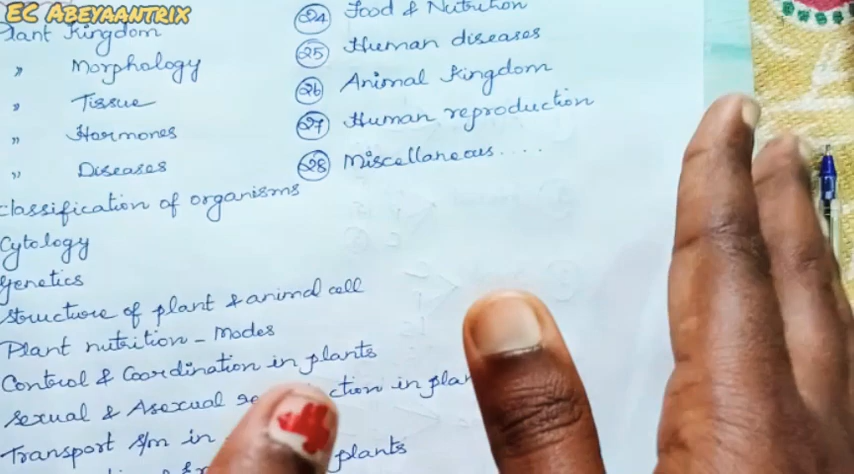 EC ABEYAANTRIX
Plant Kingdom
" Morphology
" Tissue
" Hormones
" Diseases
Classification of organisms
Cytology
Genetics
Structure of plant & animal cell
Plant nutrition - Modes
Control & Coordination in plants
Sexual & Asexual in
Transport s/m in plants
24 Food & Nutrition
25 Human diseases
26 Animal Kingdom
27 Human reproduction
28 Miscellaneous....